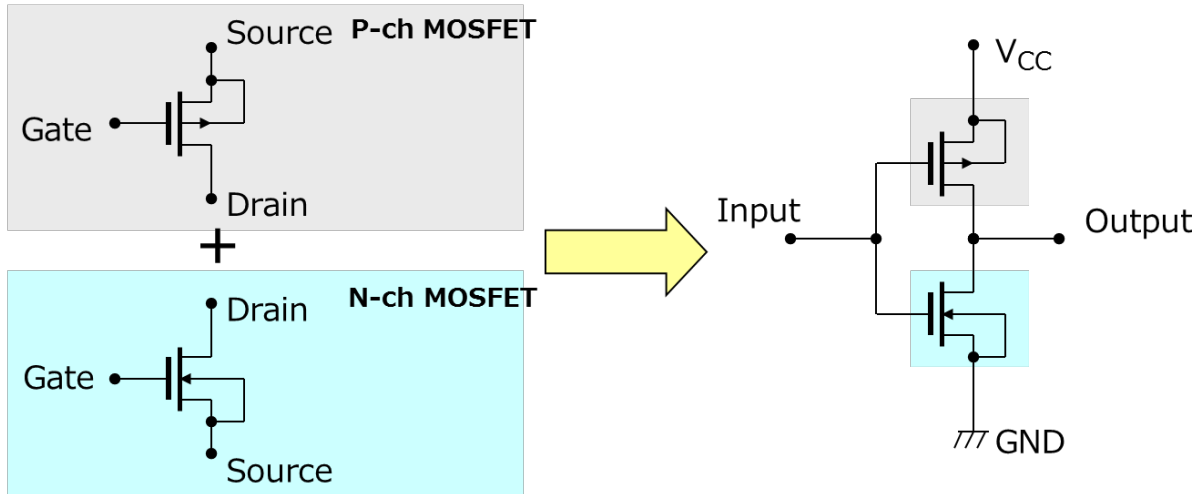 Source
P-ch MOSFET
Gate
Drain
+
Drain
N-ch MOSFET
Gate
Source
VCC
Input
Output
GND